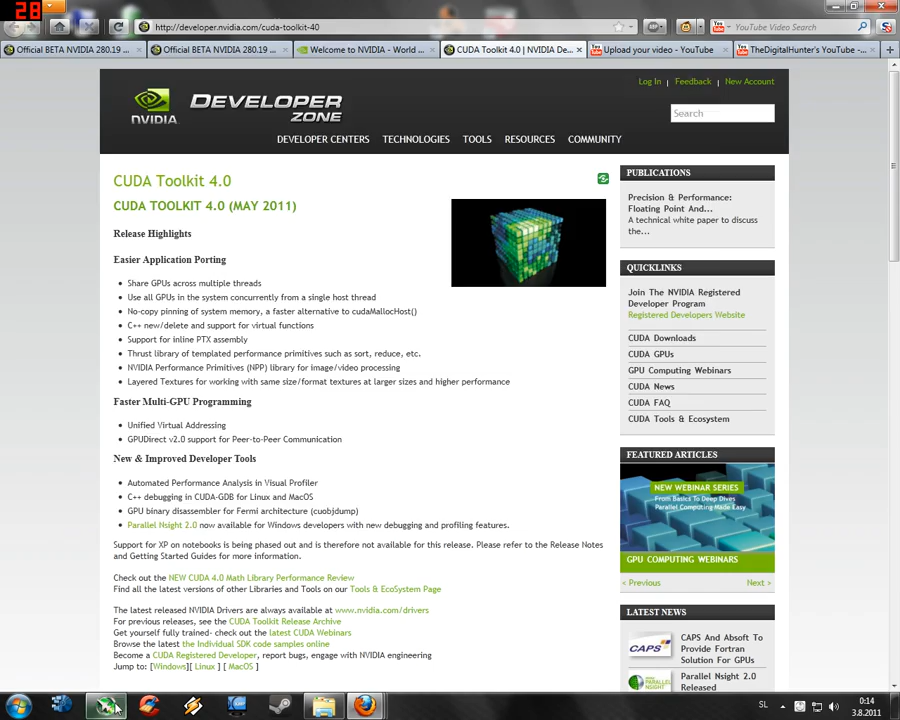 28
http://developer.nvidia.com/cuda-toolkit-40
YouTube Video Search
Official BETA NVIDIA 280.19 ...
Official BETA NVIDIA 280.19 ...
Welcome to NVIDIA - World ...
CUDA Toolkit 4.0 | NVIDIA De...
Upload your video - YouTube
TheDigitalHunter's YouTube -...
Log In | Feedback | New Account
NVIDIA DEVELOPER ZONE
Search
DEVELOPER CENTERS TECHNOLOGIES TOOLS RESOURCES COMMUNITY
CUDA Toolkit 4.0
CUDA TOOLKIT 4.0 (MAY 2011)
Release Highlights
Easier Application Porting
Share GPUs across multiple threads
Use all GPUs in the system concurrently from a single host thread
No-copy pinning of system memory, a faster alternative to cudaMallocHost()
C++ new/delete and support for virtual functions
Support for inline PTX assembly
Thrust library of templated performance primitives such as sort, reduce, etc.
NVIDIA Performance Primitives (NPP) library for image/video processing
Layered Textures for working with same size/format textures at larger sizes and higher performance
Faster Multi-GPU Programming
Unified Virtual Addressing
GPUDirect v2.0 support for Peer-to-Peer Communication
New & Improved Developer Tools
Automated Performance Analysis in Visual Profiler
C++ debugging in CUDA-GDB for Linux and MacOS
GPU binary disassembler for Fermi architecture (cuobjdump)
Parallel Nsight 2.0 now available for Windows developers with new debugging and profiling features.
Support for XP on notebooks is being phased out and is therefore not available for this release. Please refer to the Release Notes
and Getting Started Guides for more information.
Check out the NEW CUDA 4.0 Math Library Performance Review
Find all the latest versions of other Libraries and Tools on our Tools & EcoSystem Page
The latest released NVIDIA Drivers are always available at www.nvidia.com/drivers
For previous releases, see the CUDA Toolkit Release Archive
Get yourself fully trained- check out the latest CUDA Webinars
Browse the latest the Individual SDK code samples online
Become a CUDA Registered Developer, report bugs, engage with NVIDIA engineering
Jump to: [Windows][ Linux ] [ MacOS ]
PUBLICATIONS
Precision & Performance:
Floating Point And...
A technical white paper to discuss
the...
QUICKLINKS
Join The NVIDIA Registered
Developer Program
Registered Developers Website
CUDA Downloads
CUDA GPUs
GPU Computing Webinars
CUDA News
CUDA FAQ
CUDA Tools & Ecosystem
FEATURED ARTICLES
NEW WEBINAR SERIES
From Basics To Deep Dives
Parallel Computing Made Easy
GPU COMPUTING WEBINARS
< Previous Next >
LATEST NEWS
CAPS
CAPS And Absoft To
Provide Fortran
Solution For GPUs
Parallel Nsight 2.0
Released
SL
0:14
3.8.2011